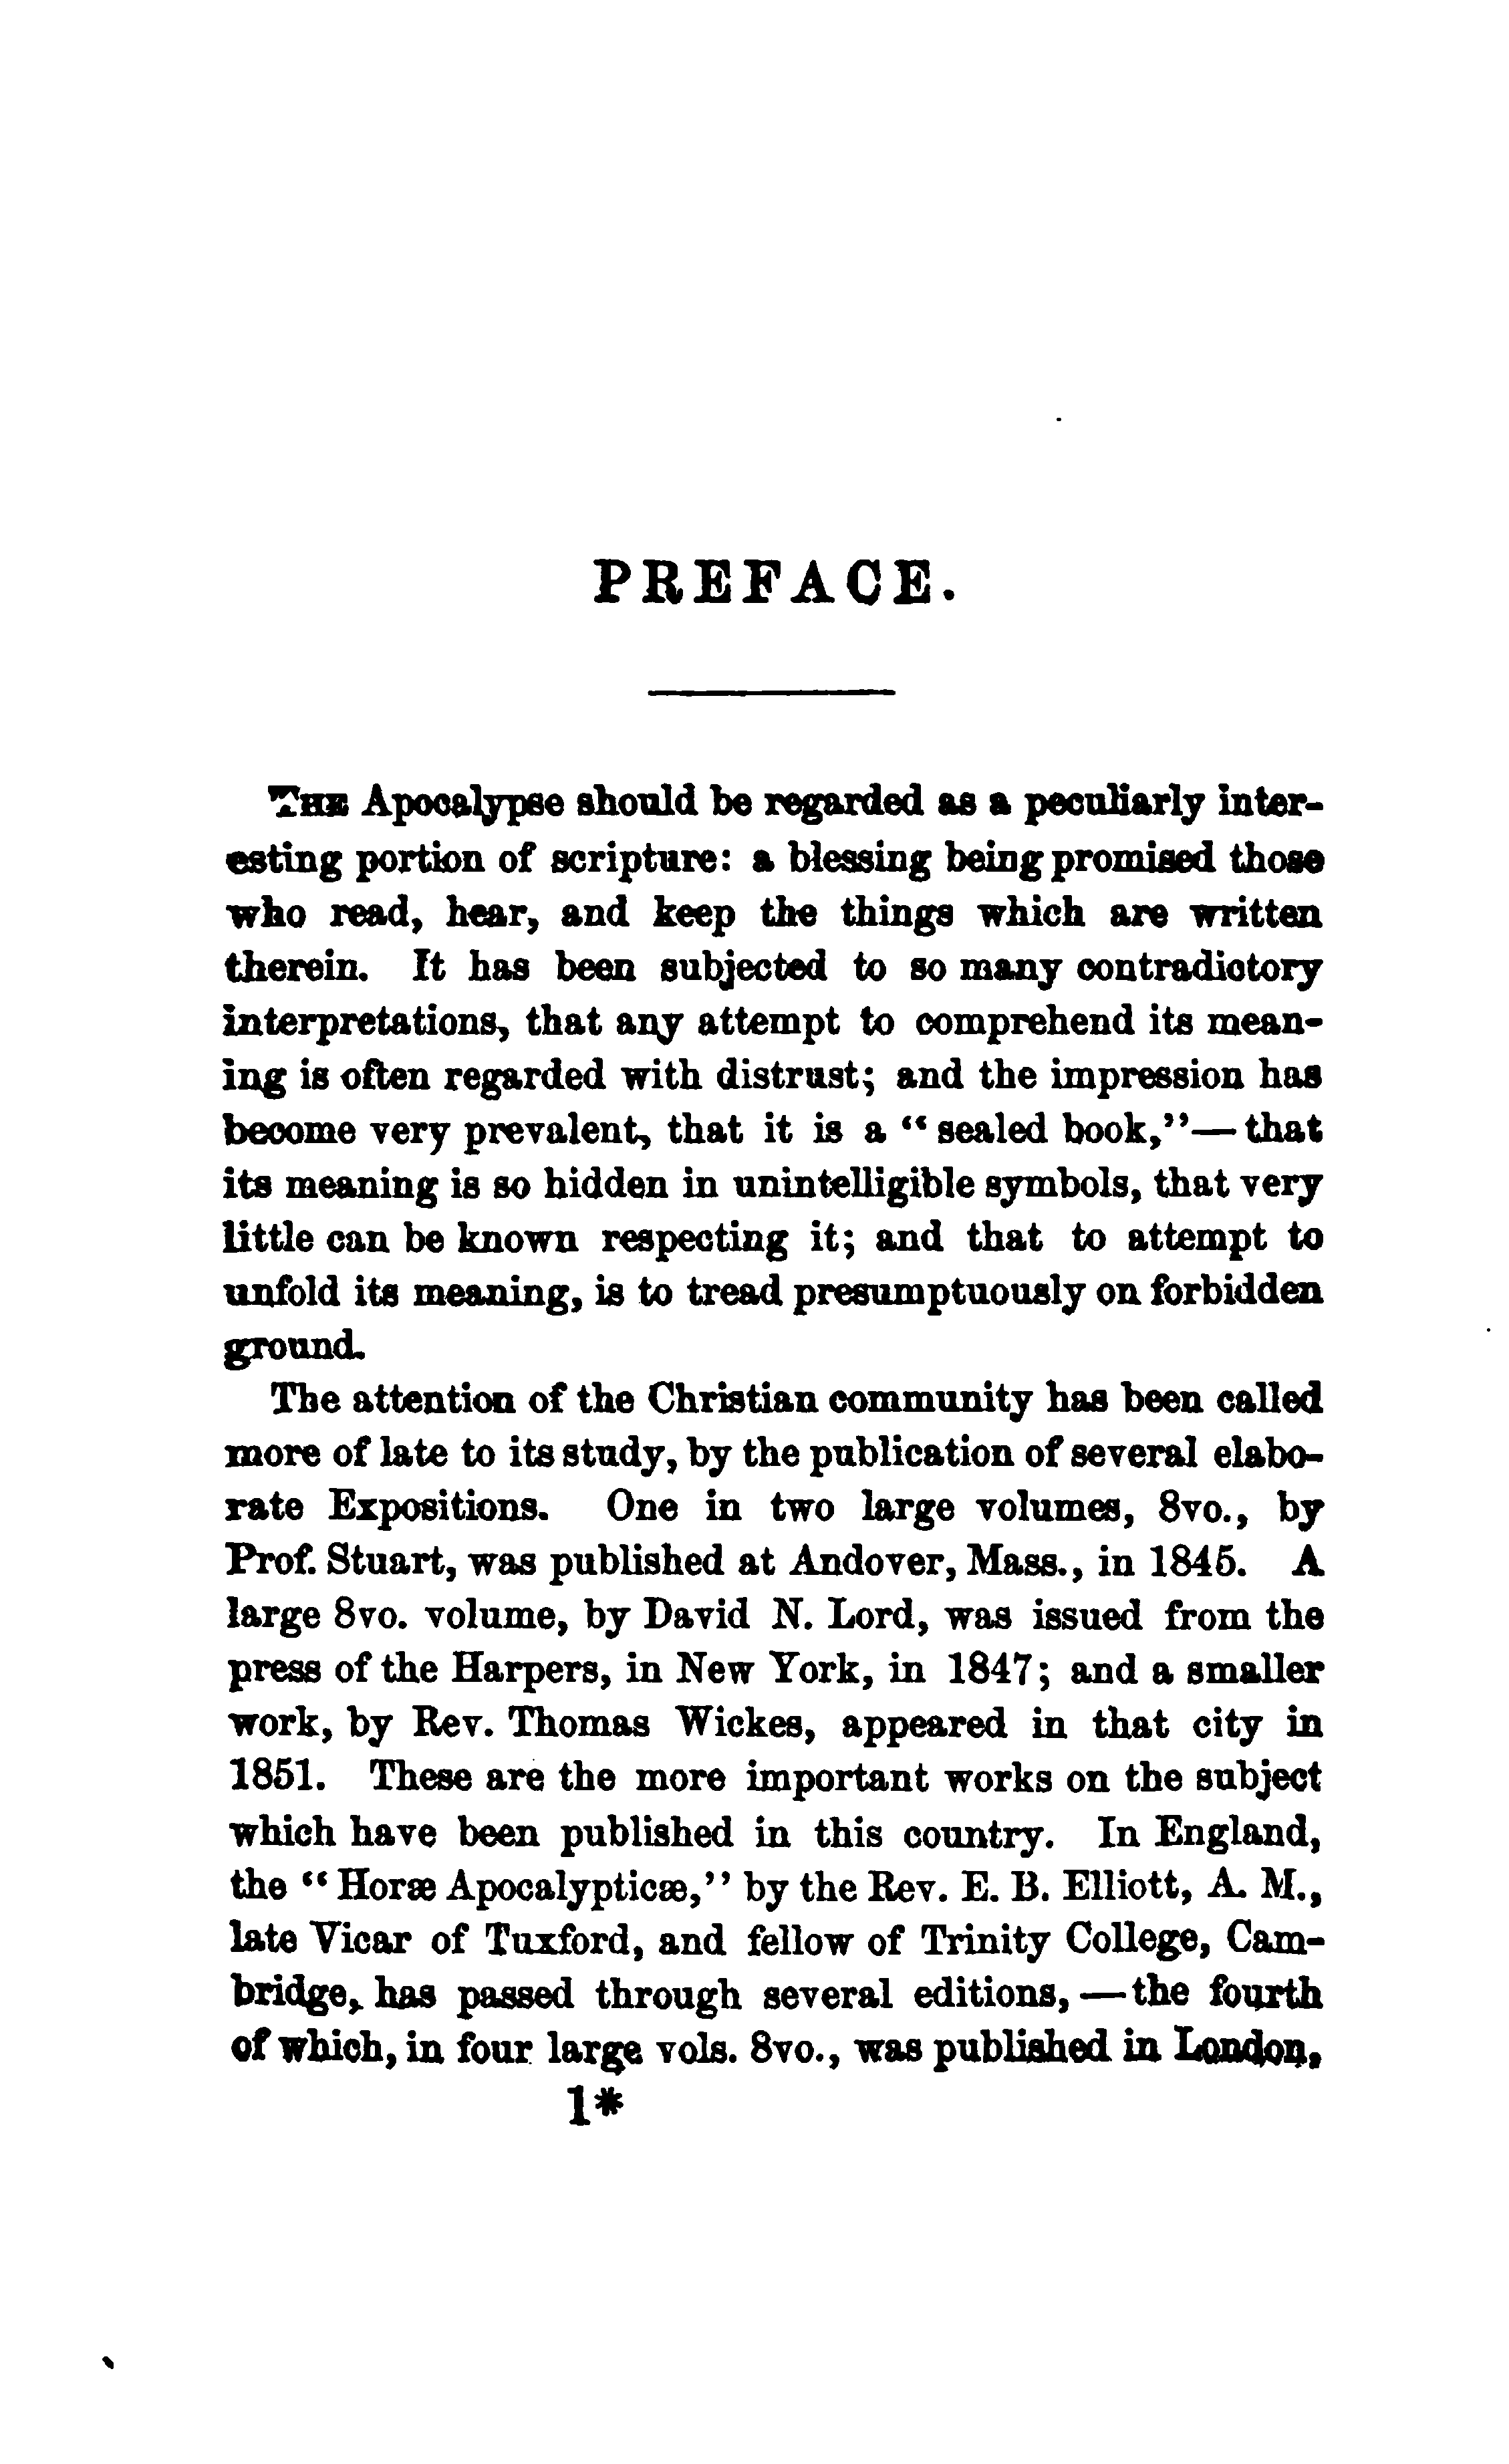 PREFACE.
THE Apocalypse should be regarded as a peculiarly inter-
esting portion of scripture: a blessing being promised those
who read, hear, and keep the things which are written
therein. It has been subjected to so many contradictory
interpretations, that any attempt to comprehend its mean-
ing is often regarded with distrust; and the impression has
become very prevalent, that it is a “sealed book,”—that
its meaning is so hidden in unintelligible symbols, that very
little can be known respecting it; and that to attempt to
unfold its meaning, is to tread presumptuously on forbidden
ground.
The attention of the Christian community has been called
more of late to its study, by the publication of several elabo-
rate Expositions. One in two large volumes, 8vo., by
Prof. Stuart, was published at Andover, Mass., in 1845. A
large 8vo. volume, by David N. Lord, was issued from the
press of the Harpers, in New York, in 1847; and a smaller
work, by Rev. Thomas Wickes, appeared in that city in
1851. These are the more important works on the subject
which have been published in this country. In England,
the “Horæ Apocalypticæ,” by the Rev. E. B. Elliott, A. M.,
late Vicar of Tuxford, and fellow of Trinity College, Cam-
bridge, has passed through several editions,—the fourth
of which, in four large vols. 8vo., was published in London,
1*